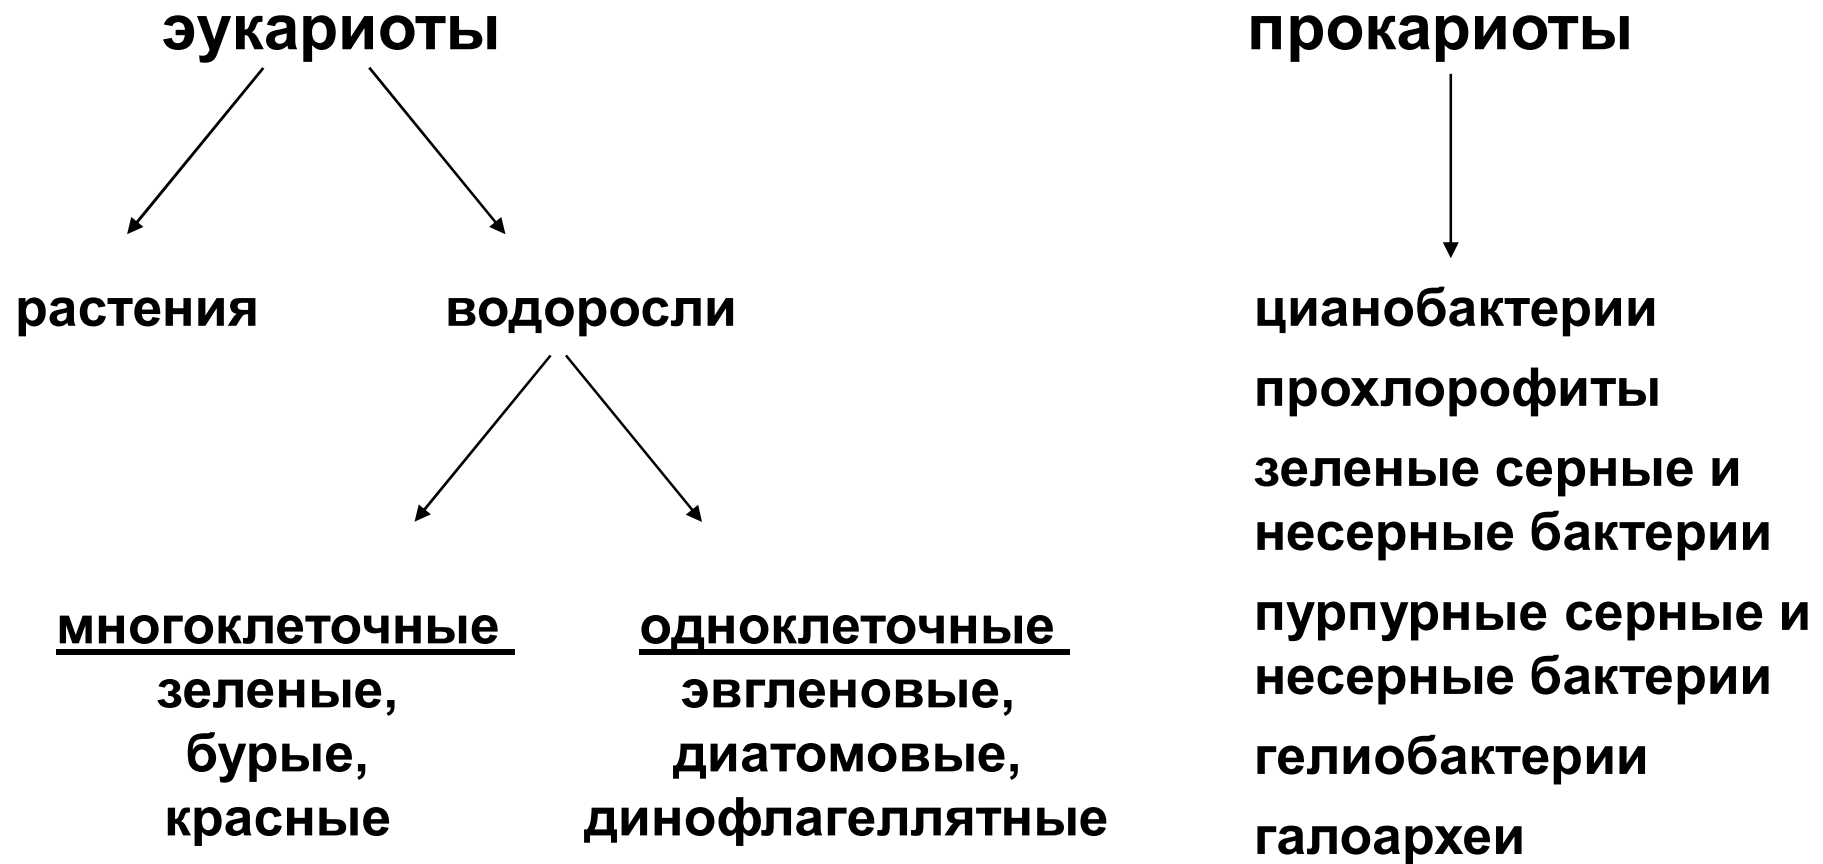 эукариоты
прокариоты
растения
водоросли
многоклеточные
зеленые,
бурые,
красные
одноклеточные
эвгленовые,
диатомовые,
динофлагеллятные
цианобактерии
прохлорофиты
зеленые серные и
несерные бактерии
пурпурные серные и
несерные бактерии
гелиобактерии
галоархеи